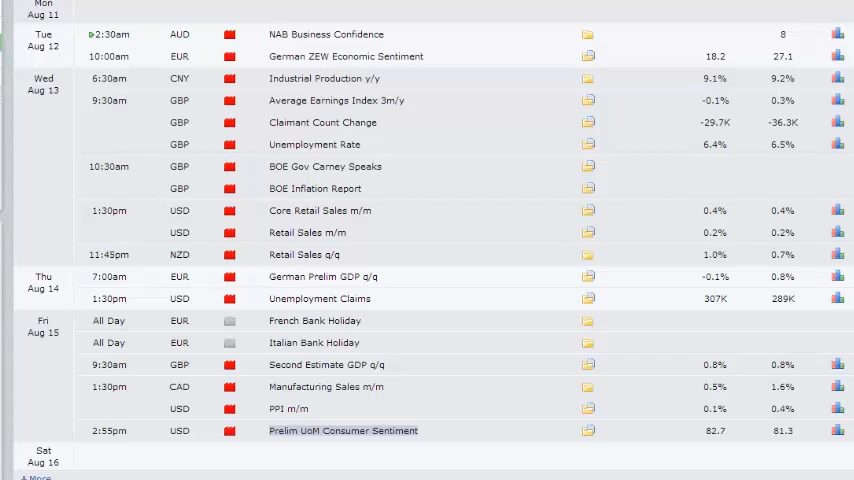 Mon
Aug 11
Tue
Aug 12
2:30am AUD NAB Business Confidence 8
10:00am EUR German ZEW Economic Sentiment 18.2 27.1
Wed
Aug 13
6:30am CNY Industrial Production y/y 9.1% 9.2%
9:30am GBP Average Earnings Index 3m/y -0.1% 0.3%
GBP Claimant Count Change -29.7K -36.3K
GBP Unemployment Rate 6.4% 6.5%
10:30am GBP BOE Gov Carney Speaks
GBP BOE Inflation Report
1:30pm USD Core Retail Sales m/m 0.4% 0.4%
USD Retail Sales m/m 0.2% 0.2%
11:45pm NZD Retail Sales q/q 1.0% 0.7%
Thu
Aug 14
7:00am EUR German Prelim GDP q/q -0.1% 0.8%
1:30pm USD Unemployment Claims 307K 289K
Fri
Aug 15
All Day EUR French Bank Holiday
All Day EUR Italian Bank Holiday
9:30am GBP Second Estimate GDP q/q 0.8% 0.8%
1:30pm CAD Manufacturing Sales m/m 0.5% 1.6%
USD PPI m/m 0.1% 0.4%
2:55pm USD Prelim UoM Consumer Sentiment 82.7 81.3
Sat
Aug 16
More